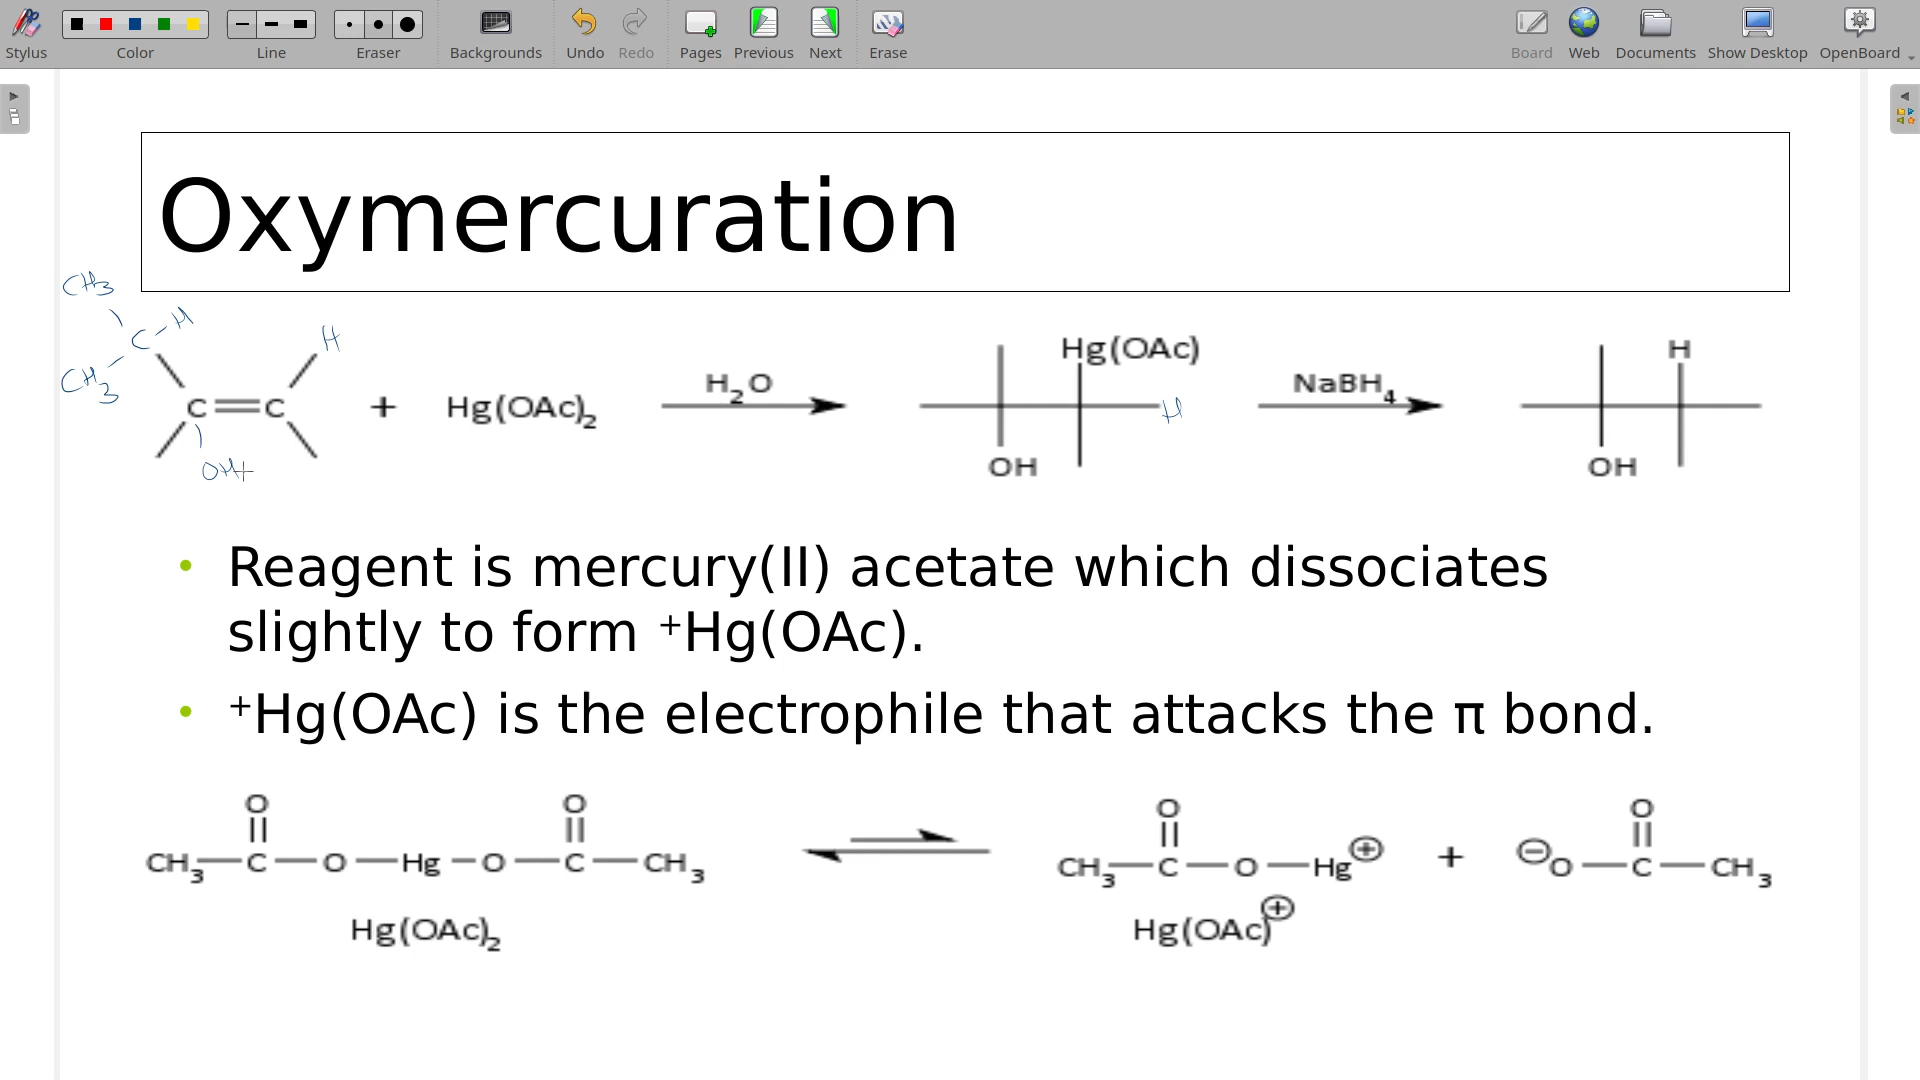 Stylus Color Line Eraser Backgrounds Undo Redo Pages Previous Next Erase Board Web Documents Show Desktop OpenBoard
Oxymercuration
CH3
C-H
CH3
H
C=C + Hg(OAc)2 H2O Hg(OAc) H OH NaBH4 H OH
• Reagent is mercury(II) acetate which dissociates
slightly to form ⁺Hg(OAc).
• ⁺Hg(OAc) is the electrophile that attacks the π bond.
O O O O
CH3—C—O—Hg—O—C—CH3 CH3—C—O—Hg⊕ + ⊖O—C—CH3
Hg(OAc)2 Hg(OAc)⊕